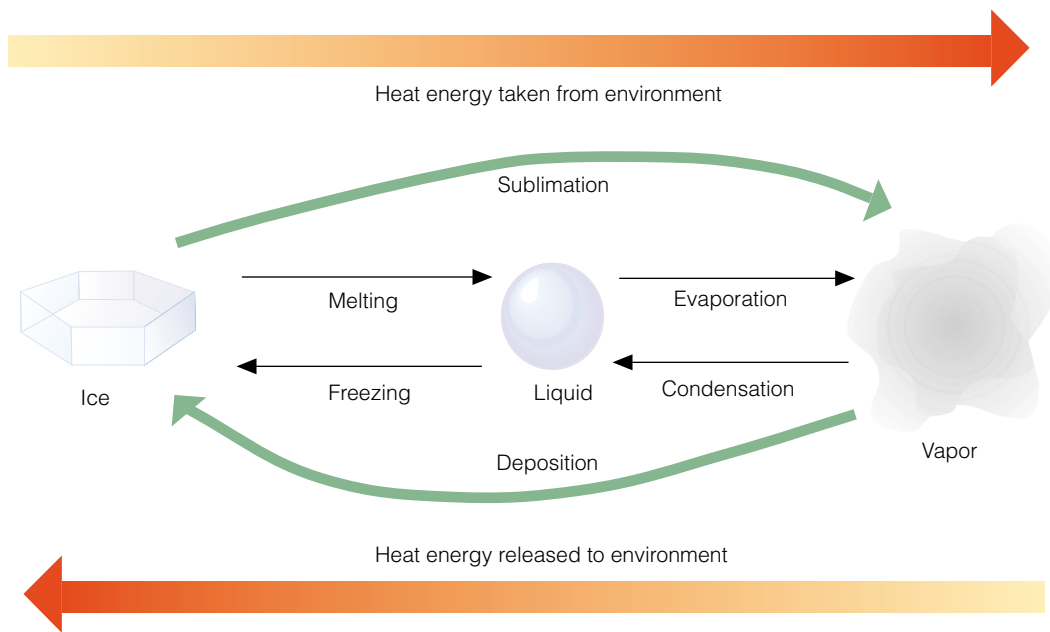 Heat energy taken from environment
Sublimation
Melting
Evaporation
Freezing
Condensation
Ice
Liquid
Vapor
Deposition
Heat energy released to environment